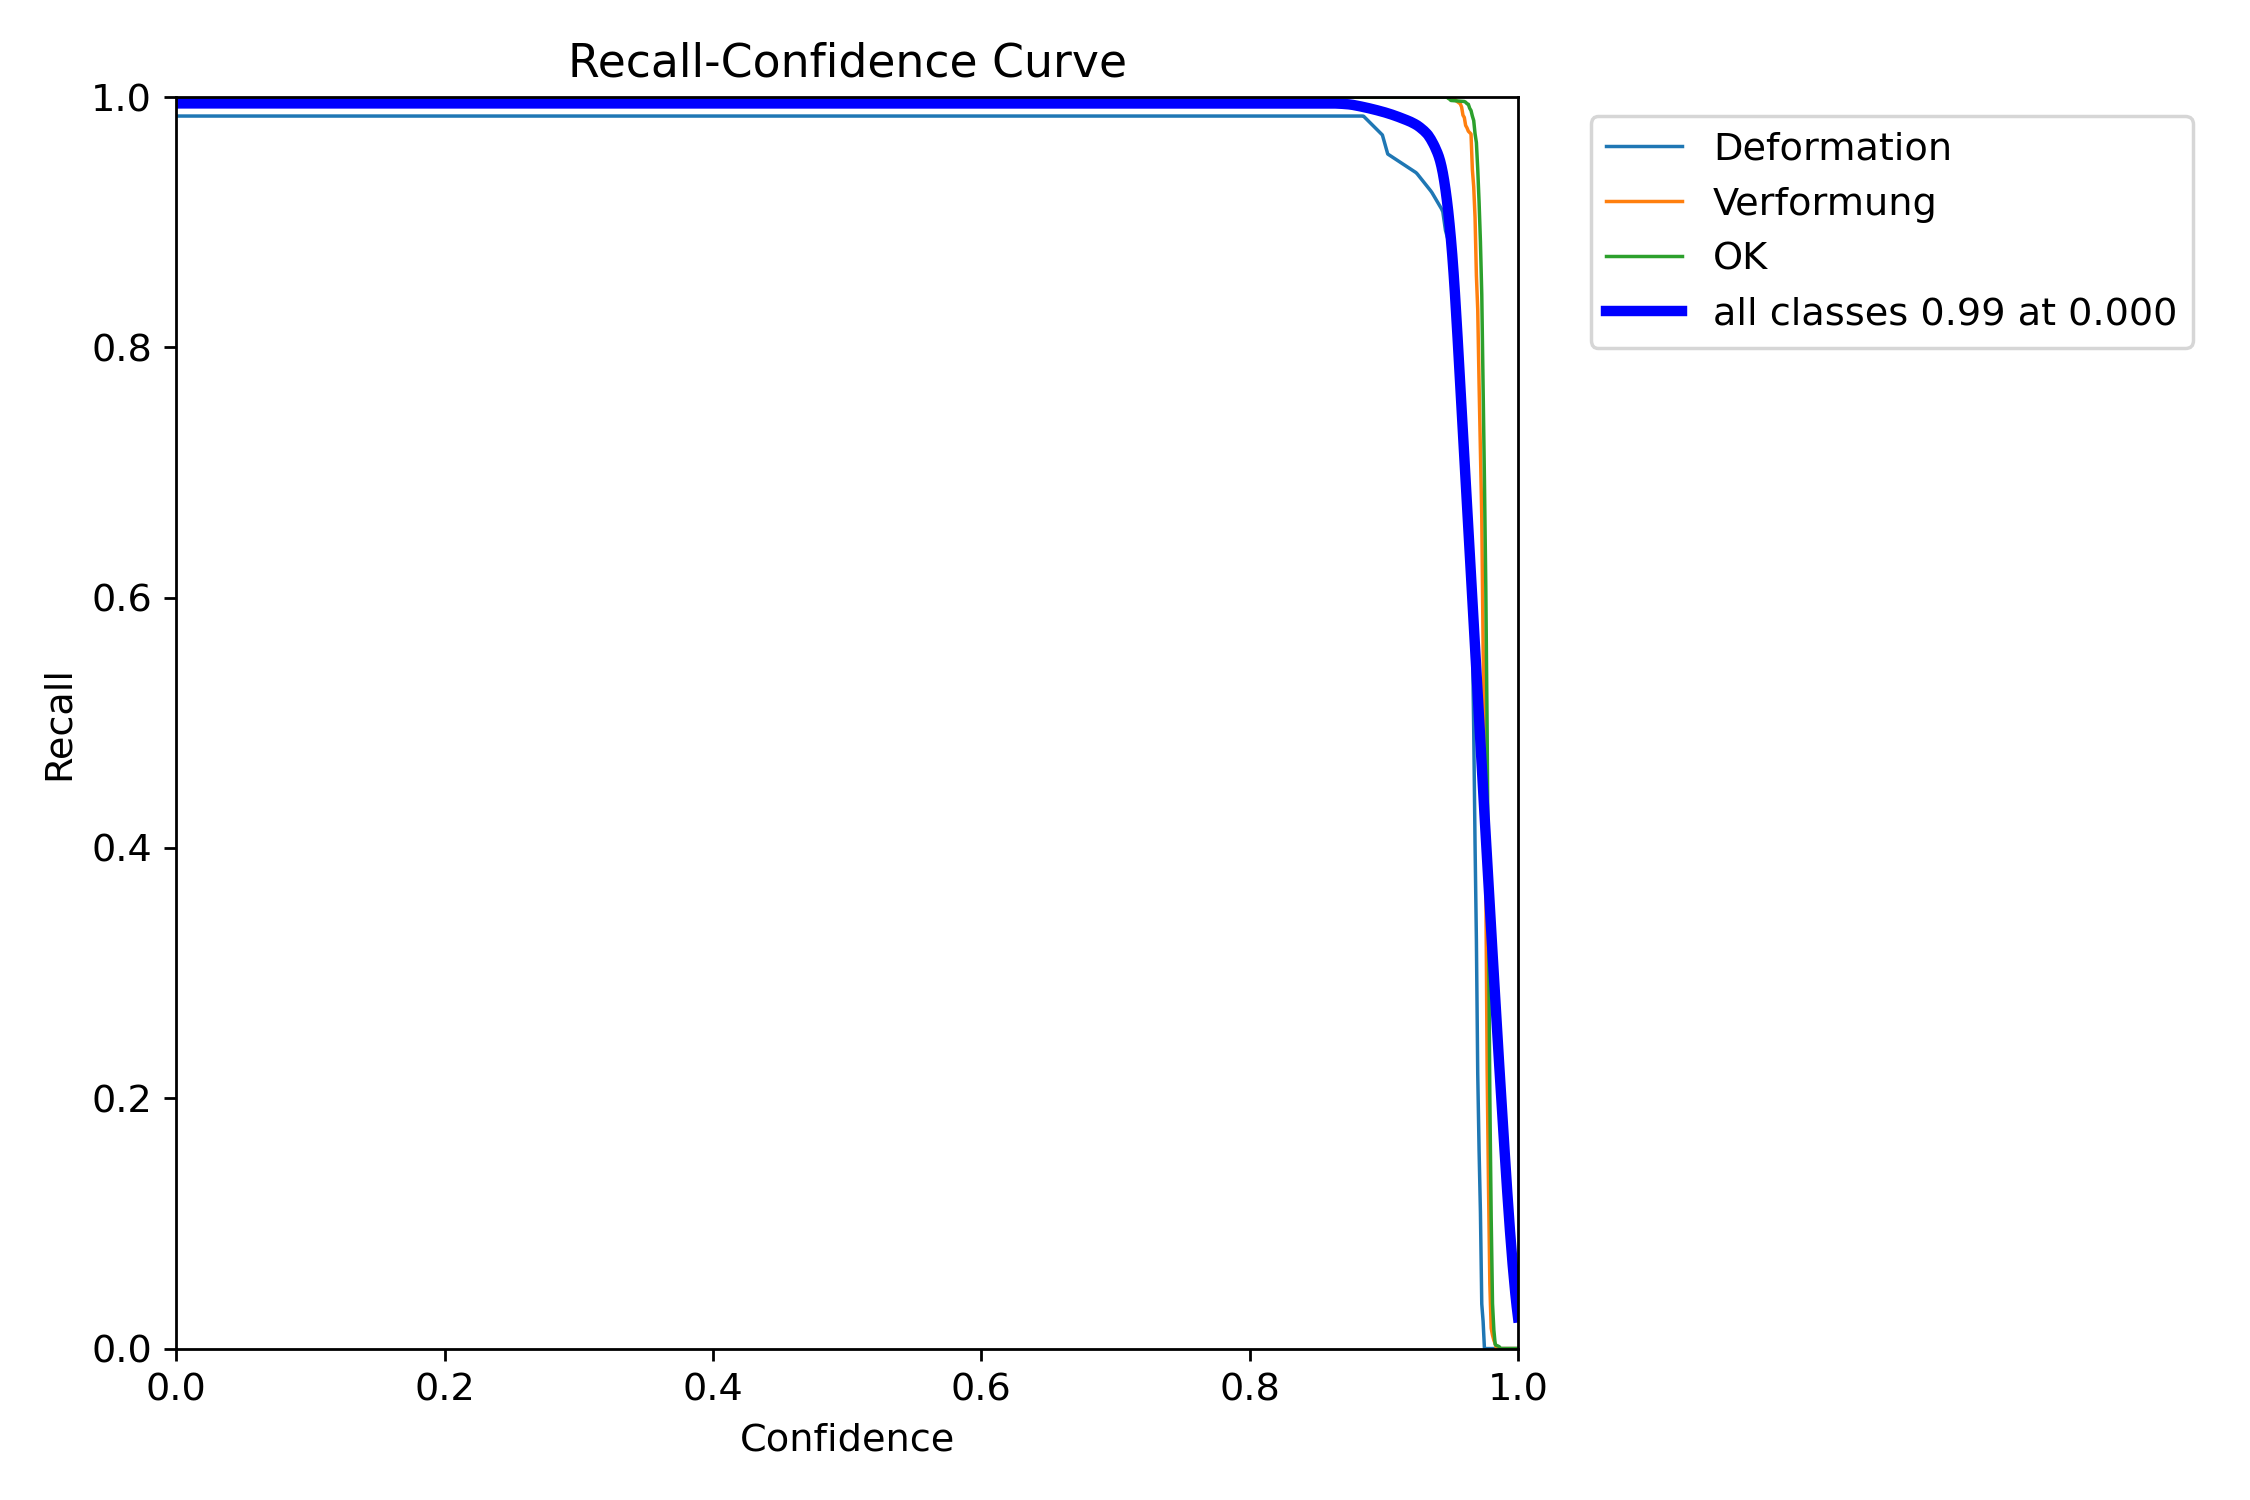 Recall-Confidence Curve
1.0
0.8
0.6
0.4
0.2
0.0
Recall
0.0 0.2 0.4 0.6 0.8 1.0
Confidence
Deformation
Verformung
OK
all classes 0.99 at 0.000